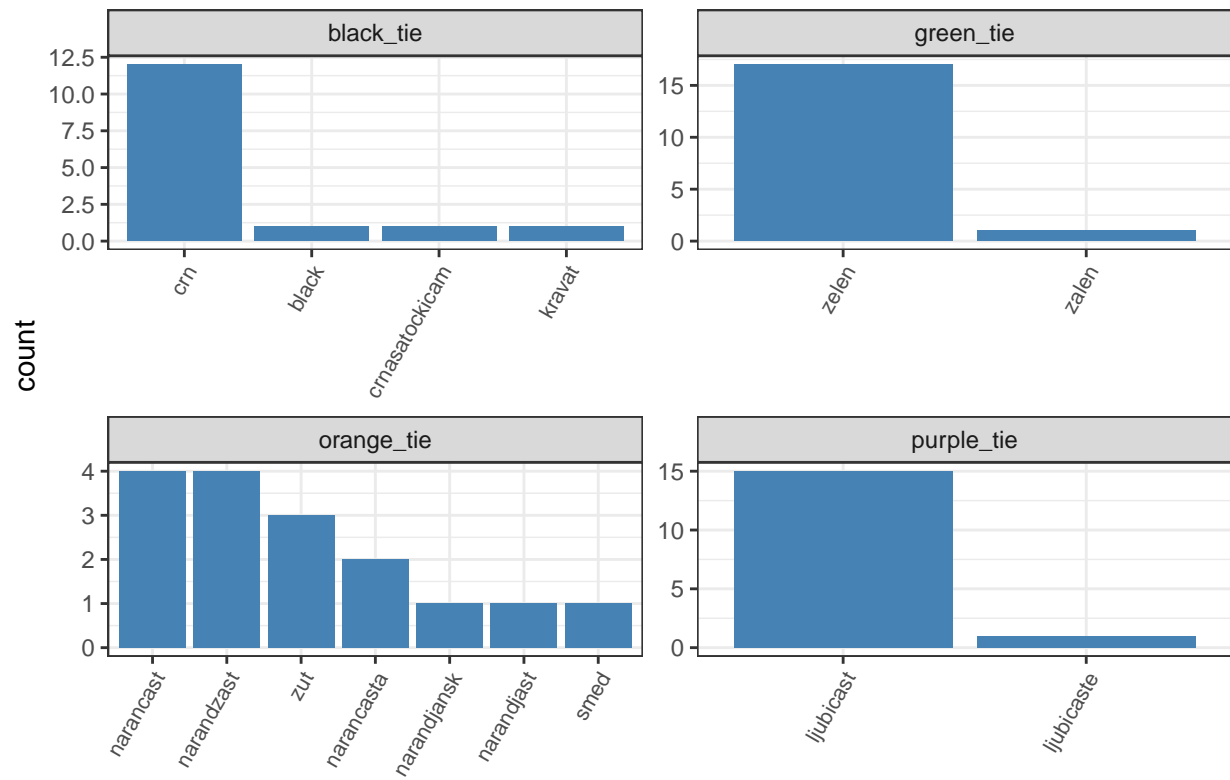 black_tie
green_tie
12.5
10.0
7.5
5.0
2.5
0.0
crn
black
crnasatockicam
kravat
15
10
5
0
zelen
zalen
count
orange_tie
purple_tie
4
3
2
1
0
narancast
narandzast
zut
narancasta
narandjansk
narandjast
smed
15
10
5
0
ljubicast
ljubicaste